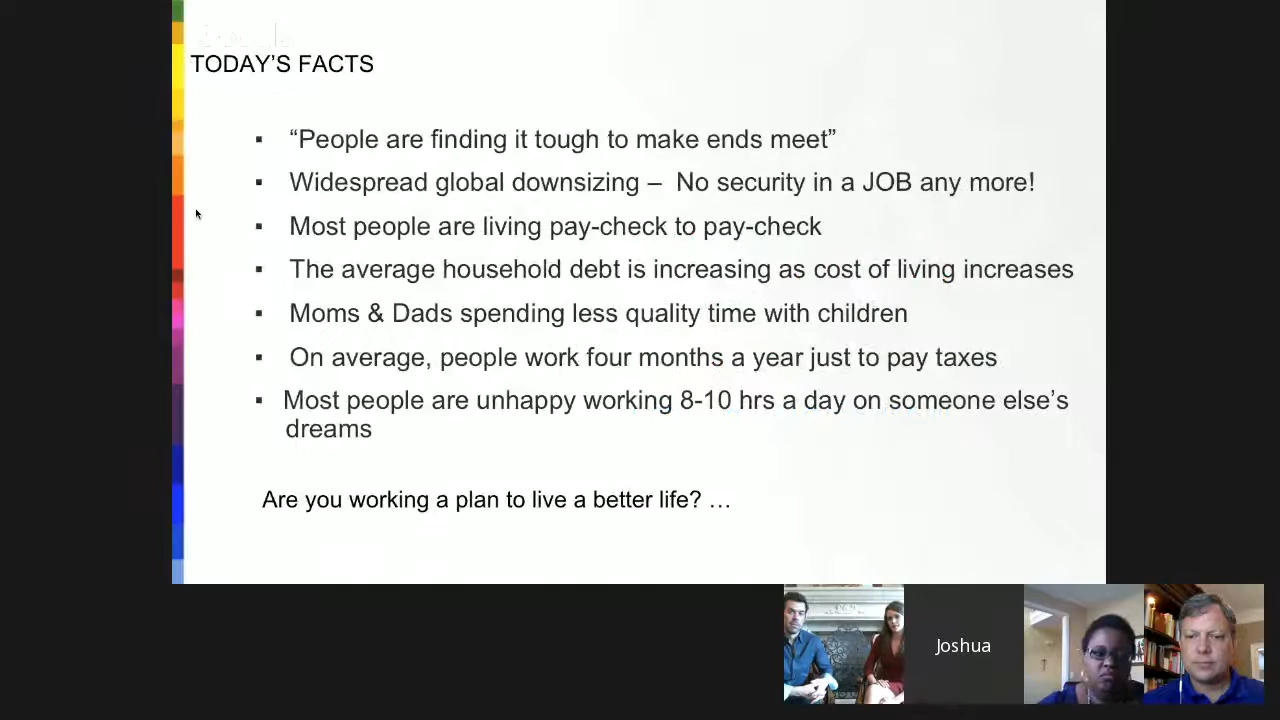 TODAY’S FACTS
▪ “People are finding it tough to make ends meet”
▪ Widespread global downsizing – No security in a JOB any more!
▪ Most people are living pay-check to pay-check
▪ The average household debt is increasing as cost of living increases
▪ Moms & Dads spending less quality time with children
▪ On average, people work four months a year just to pay taxes
▪ Most people are unhappy working 8-10 hrs a day on someone else’s
dreams
Are you working a plan to live a better life? …
Joshua